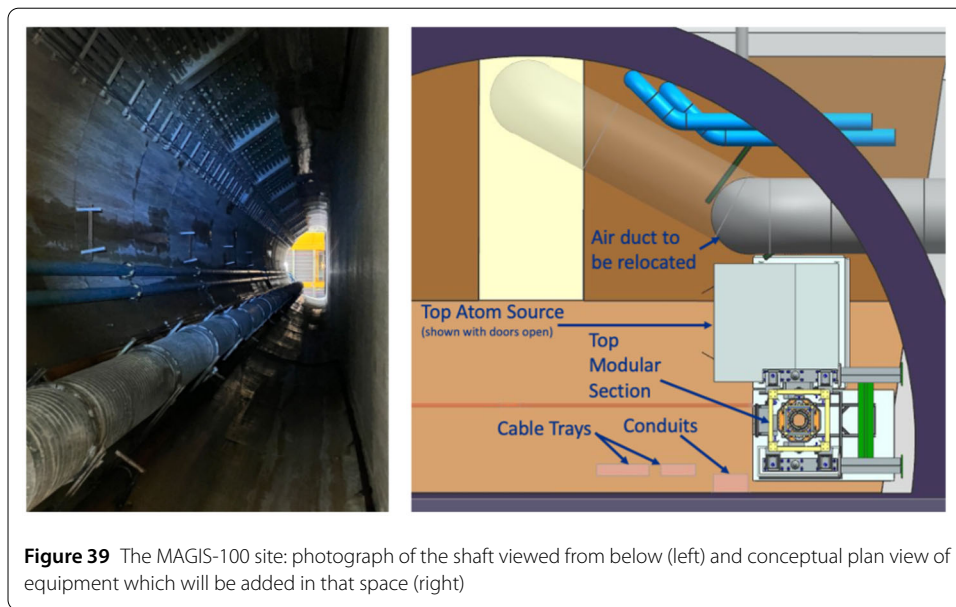 Air duct to
be relocated
Top Atom Source
(shown with doors open)
Top
Modular
Section
Cable Trays
Conduits
Figure 39 The MAGIS-100 site: photograph of the shaft viewed from below (left) and conceptual plan view of
equipment which will be added in that space (right)